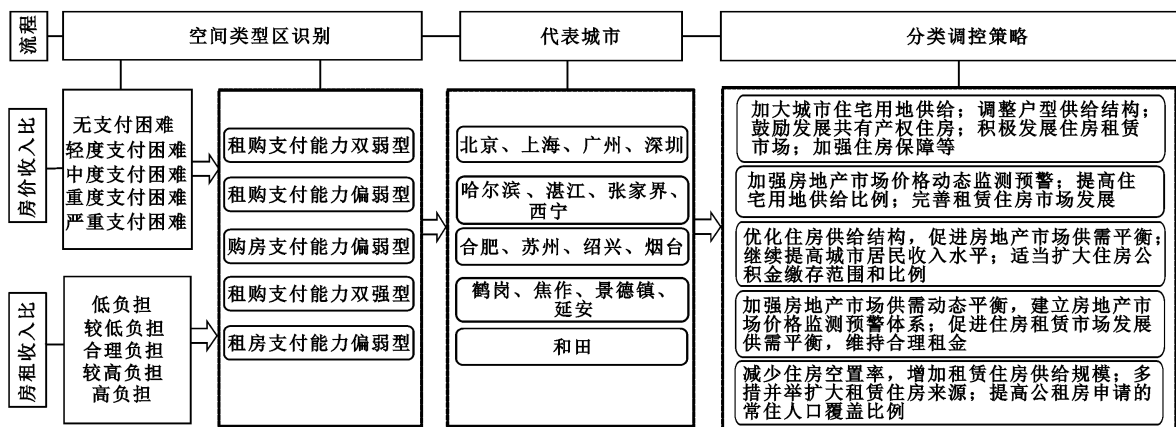 流程
空间类型区识别
代表城市
分类调控策略
房价收入比
无支付困难
轻度支付困难
中度支付困难
重度支付困难
严重支付困难
房租收入比
低负担
较低负担
合理负担
较高负担
高负担
租购支付能力双弱型
租购支付能力偏弱型
购房支付能力偏弱型
租购支付能力双强型
租房支付能力偏弱型
北京、上海、广州、深圳
哈尔滨、湛江、张家界、
西宁
合肥、苏州、绍兴、烟台
鹤岗、焦作、景德镇、
延安
和田
加大城市住宅用地供给；调整户型供给结构；
鼓励发展共有产权住房；积极发展住房租赁
市场；加强住房保障等
加强房地产市场价格动态监测预警；提高住
宅用地供给比例；完善租赁住房市场发展
优化住房供给结构，促进房地产市场供需平衡；
继续提高城市居民收入水平；适当扩大住房公
积金缴存范围和比例
加强房地产市场供需动态平衡，建立房地产市
场价格监测预警体系；促进住房租赁市场发展
供需平衡，维持合理租金
减少住房空置率，增加租赁住房供给规模；多
措并举扩大租赁住房来源；提高公租房申请的
常住人口覆盖比例